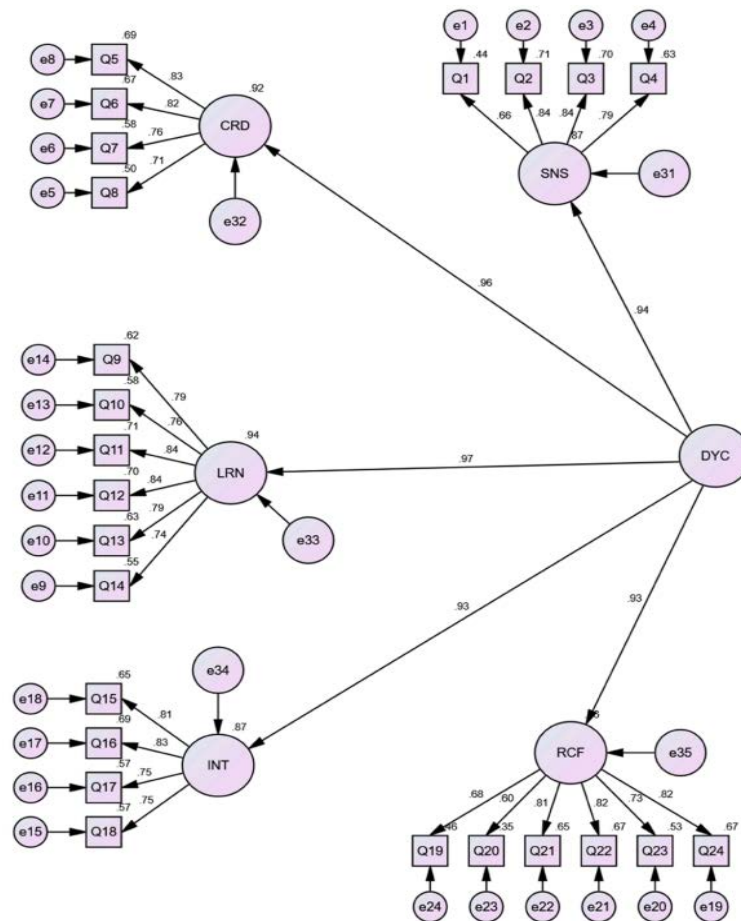 e1 e2 e3 e4
.44 .71 .70 .63
Q1 Q2 Q3 Q4
.66 .84 .84 .79
.87
SNS
e31
.69
e8 Q5
.83
.67
e7 Q6
.82
.58
e6 Q7
.76
.50
e5 Q8
.71
.92
CRD
e32
.96
.94
DYC
.62
e14 Q9
.79
.58
e13 Q10
.76
.71
e12 Q11
.84
.70
e11 Q12
.84
.63
e10 Q13
.79
.55
e9 Q14
.74
.94
LRN
e33
.97
.93
.93
e34
.65
e18 Q15
.81
.69
e17 Q16
.83
.57
e16 Q17
.75
.57
e15 Q18
.75
.87
INT
RCF
e35
.68 .60 .81 .82 .73 .82
.46 .35 .65 .67 .53 .67
Q19 Q20 Q21 Q22 Q23 Q24
e24 e23 e22 e21 e20 e19